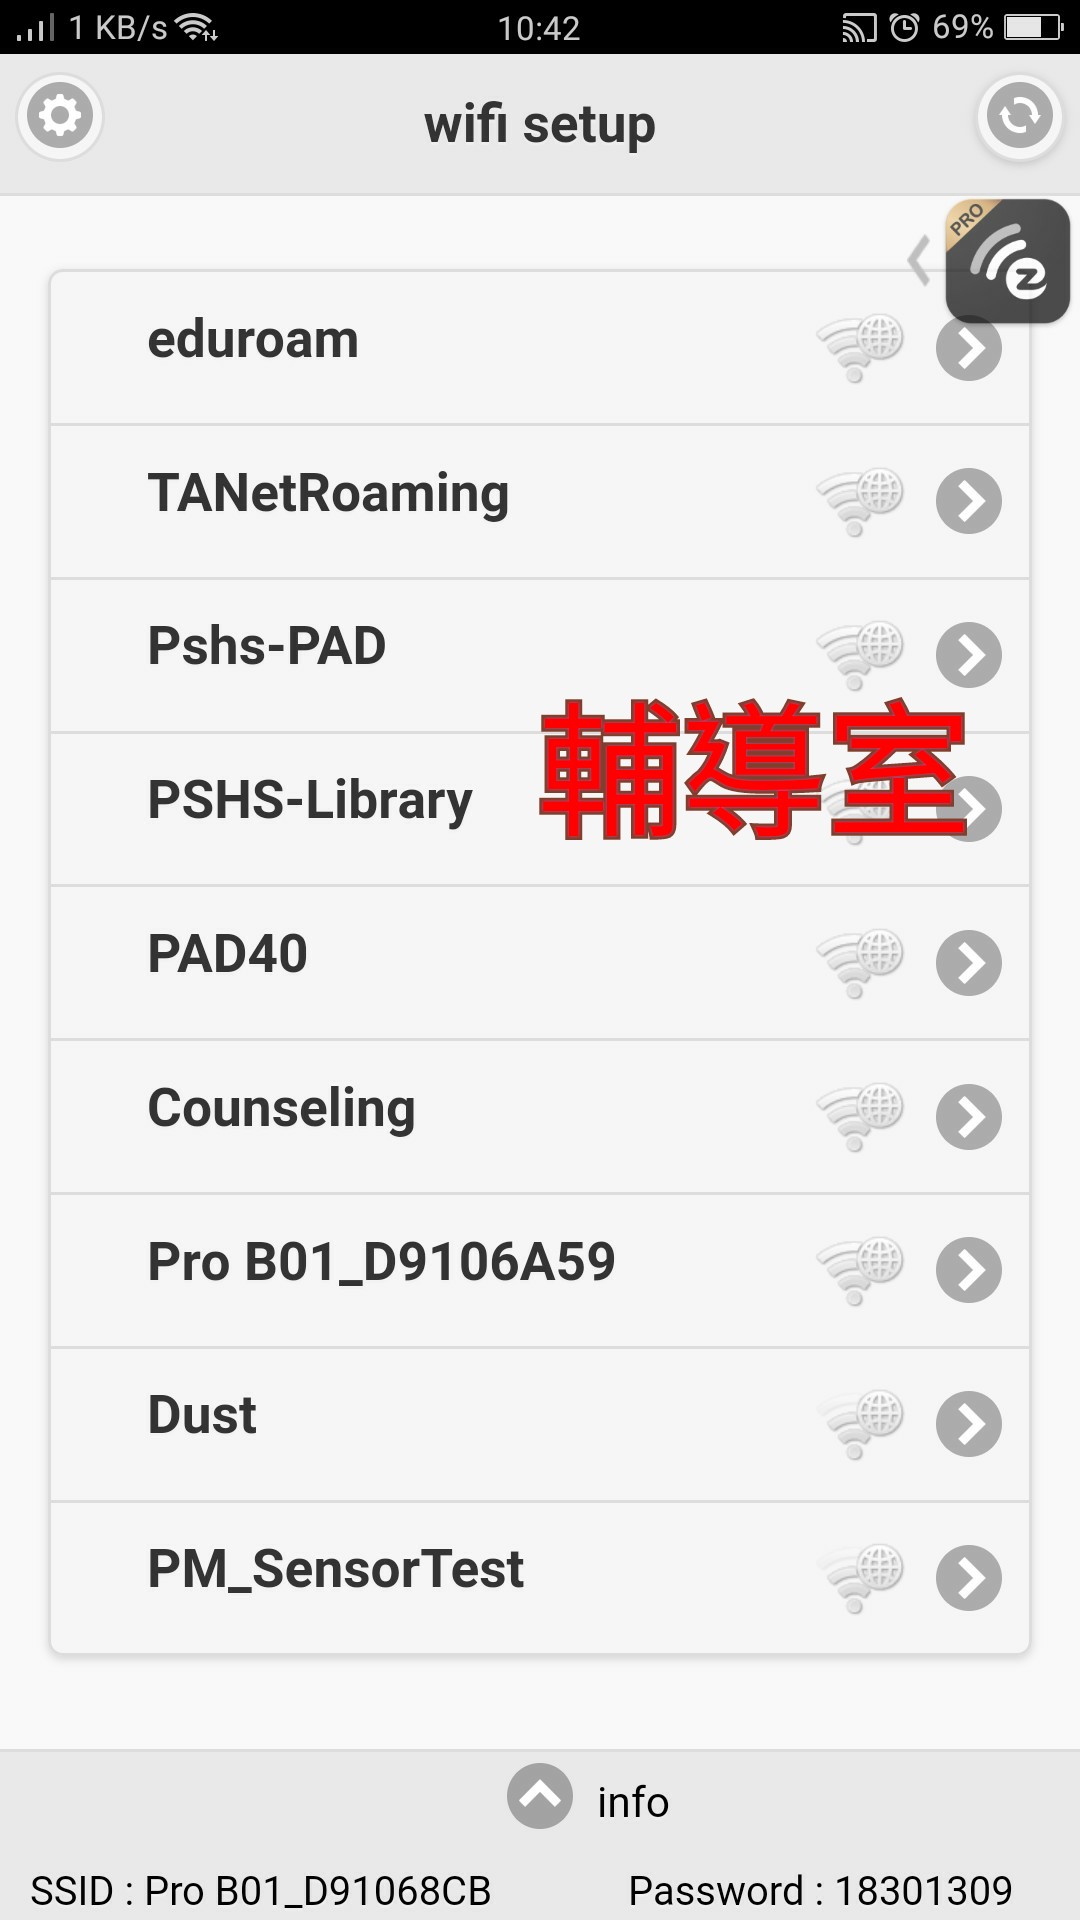 1 KB/s 10:42 69%
wifi setup
PRO
eduroam
TANetRoaming
Pshs-PAD
輔導室
PSHS-Library
PAD40
Counseling
Pro B01_D9106A59
Dust
PM_SensorTest
info
SSID : Pro B01_D91068CB Password : 18301309